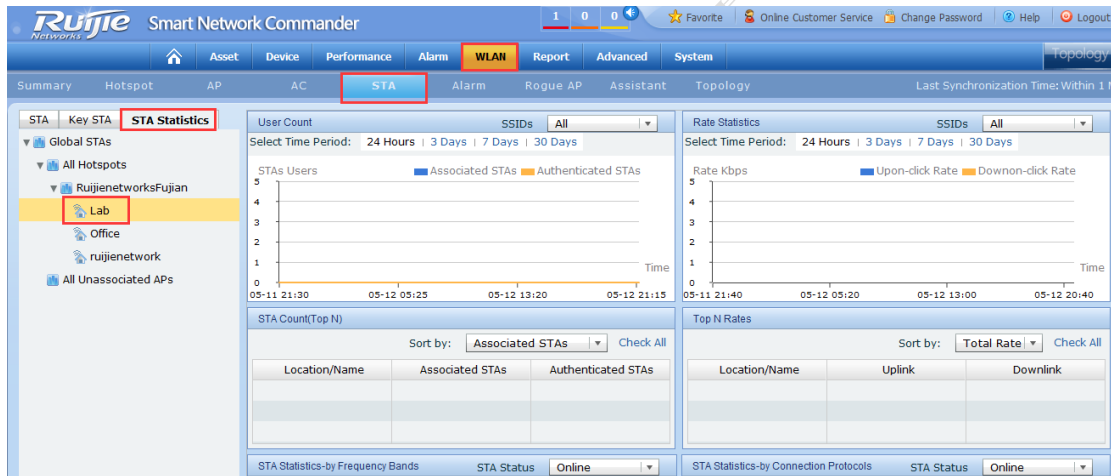 Ruijie Networks Smart Network Commander 1 0 0 Favorite Online Customer Service Change Password Help Logout
Asset Device Performance Alarm WLAN Report Advanced System Topology
Summary Hotspot AP AC STA Alarm Rogue AP Assistant Topology Last Synchronization Time: Within 1
STA Key STA STA Statistics
Global STAs
All Hotspots
RuijienetworksFujian
Lab
Office
ruijienetwork
All Unassociated APs
User Count SSIDs All
Select Time Period: 24 Hours | 3 Days | 7 Days | 30 Days
STAs Users Associated STAs Authenticated STAs
5
4
3
2
1
0
Time
05-11 21:30 05-12 05:25 05-12 13:20 05-12 21:15
Rate Statistics SSIDs All
Select Time Period: 24 Hours | 3 Days | 7 Days | 30 Days
Rate Kbps Upon-click Rate Downon-click Rate
5
4
3
2
1
0
Time
05-11 21:40 05-12 05:20 05-12 13:00 05-12 20:40
STA Count(Top N)
Sort by: Associated STAs Check All
Location/Name Associated STAs Authenticated STAs
Top N Rates
Sort by: Total Rate Check All
Location/Name Uplink Downlink
STA Statistics-by Frequency Bands STA Status Online
STA Statistics-by Connection Protocols STA Status Online